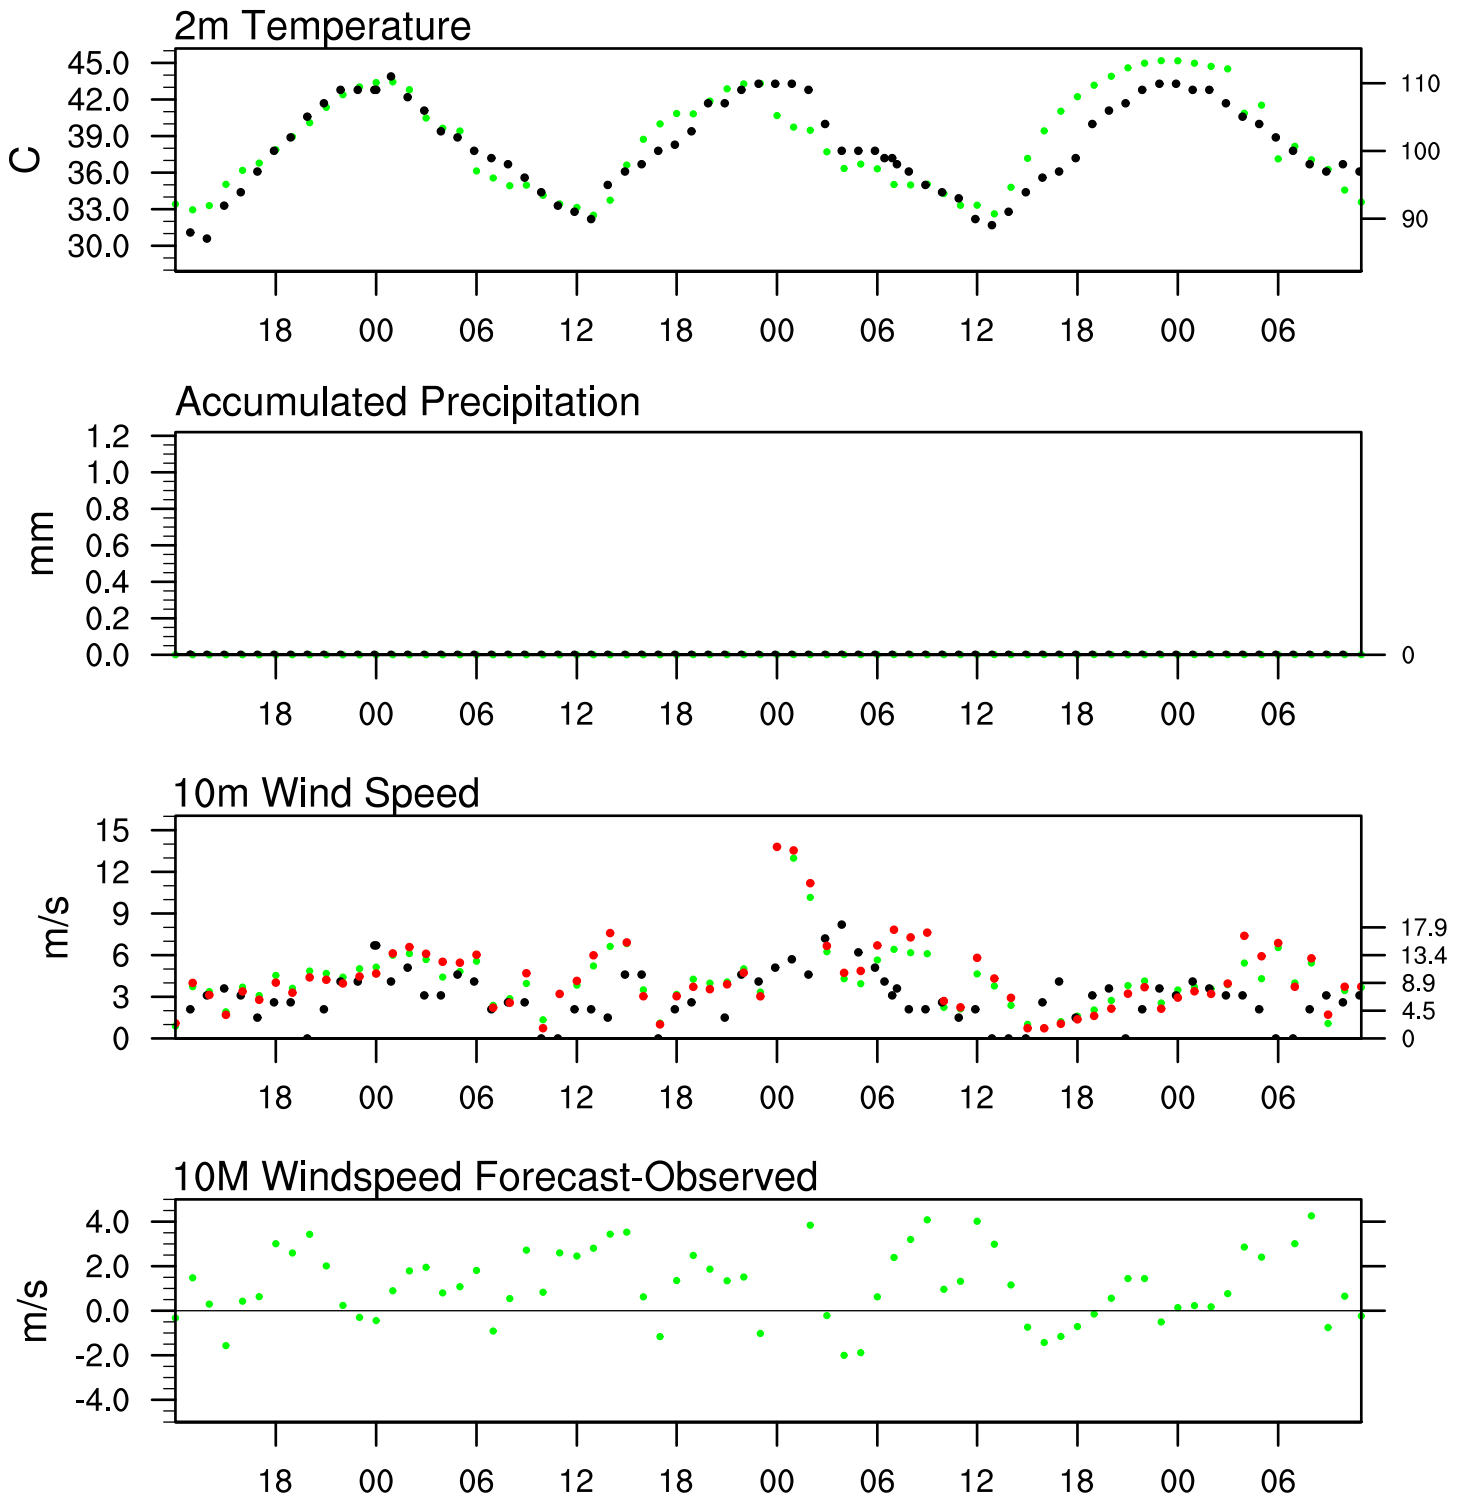 2m Temperature
45.0
42.0
39.0
36.0
33.0
30.0
C
110
100
90
18 00 06 12 18 00 06 12 18 00 06
Accumulated Precipitation
1.2
1.0
0.8
0.6
0.4
0.2
0.0
mm
0
18 00 06 12 18 00 06 12 18 00 06
10m Wind Speed
15
12
9
6
3
0
m/s
17.9
13.4
8.9
4.5
0
18 00 06 12 18 00 06 12 18 00 06
10M Windspeed Forecast-Observed
4.0
2.0
0.0
-2.0
-4.0
m/s
18 00 06 12 18 00 06 12 18 00 06